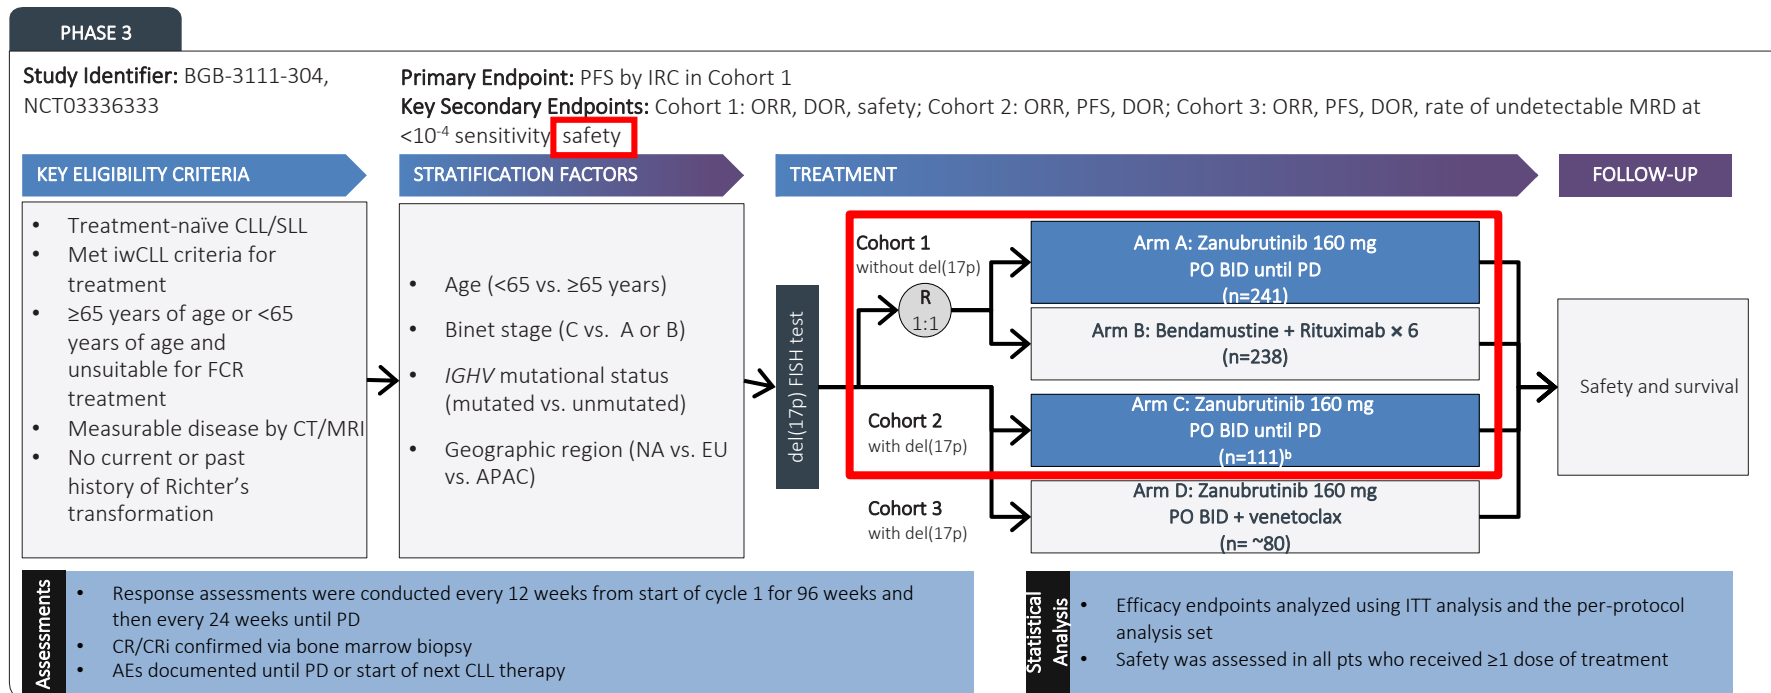 PHASE 3
Study Identifier: BGB-3111-304,
NCT03336333
Primary Endpoint: PFS by IRC in Cohort 1
Key Secondary Endpoints: Cohort 1: ORR, DOR, safety; Cohort 2: ORR, PFS, DOR; Cohort 3: ORR, PFS, DOR, rate of undetectable MRD at
<10⁻⁴ sensitivity safety
KEY ELIGIBILITY CRITERIA
• Treatment-naïve CLL/SLL
• Met iwCLL criteria for
treatment
• ≥65 years of age or <65
years of age and
unsuitable for FCR
treatment
• Measurable disease by CT/MRI
• No current or past
history of Richter’s
transformation
STRATIFICATION FACTORS
• Age (<65 vs. ≥65 years)
• Binet stage (C vs. A or B)
• IGHV mutational status
(mutated vs. unmutated)
• Geographic region (NA vs. EU
vs. APAC)
TREATMENT
del(17p) FISH test
Cohort 1
without del(17p)
R
1:1
Arm A: Zanubrutinib 160 mg
PO BID until PD
(n=241)
Arm B: Bendamustine + Rituximab × 6
(n=238)
Cohort 2
with del(17p)
Arm C: Zanubrutinib 160 mg
PO BID until PD
(n=111)ᵇ
Cohort 3
with del(17p)
Arm D: Zanubrutinib 160 mg
PO BID + venetoclax
(n= ~80)
FOLLOW-UP
Safety and survival
Assessments
• Response assessments were conducted every 12 weeks from start of cycle 1 for 96 weeks and
then every 24 weeks until PD
• CR/CRi confirmed via bone marrow biopsy
• AEs documented until PD or start of next CLL therapy
Statistical
Analysis
• Efficacy endpoints analyzed using ITT analysis and the per-protocol
analysis set
• Safety was assessed in all pts who received ≥1 dose of treatment